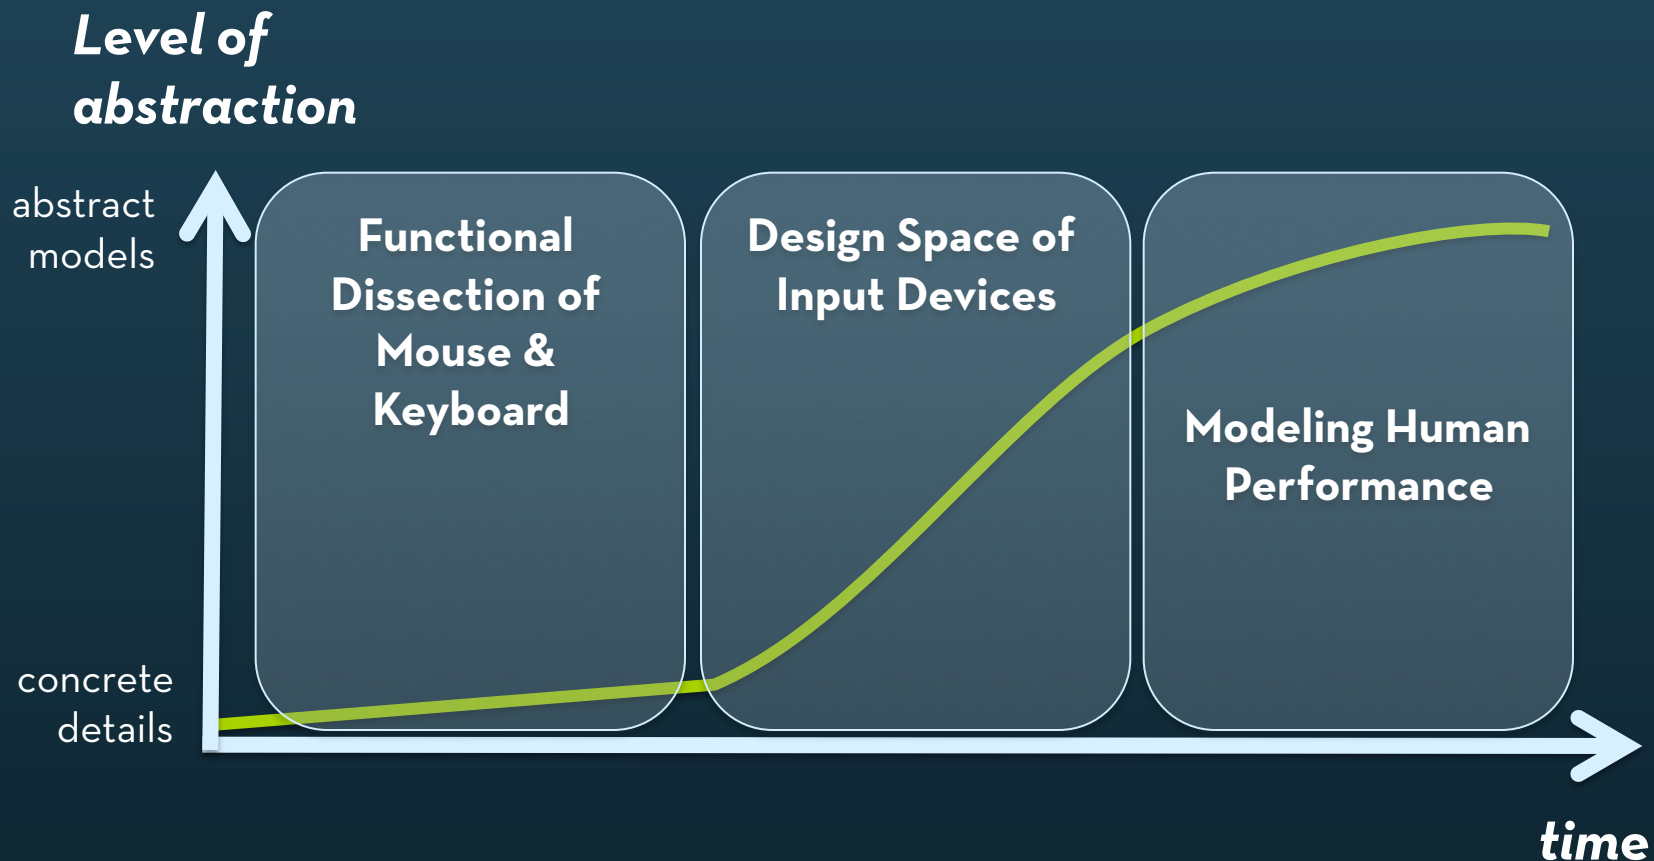 Level of
abstraction
abstract
models
Functional
Dissection of
Mouse &
Keyboard
Design Space of
Input Devices
Modeling Human
Performance
concrete
details
time